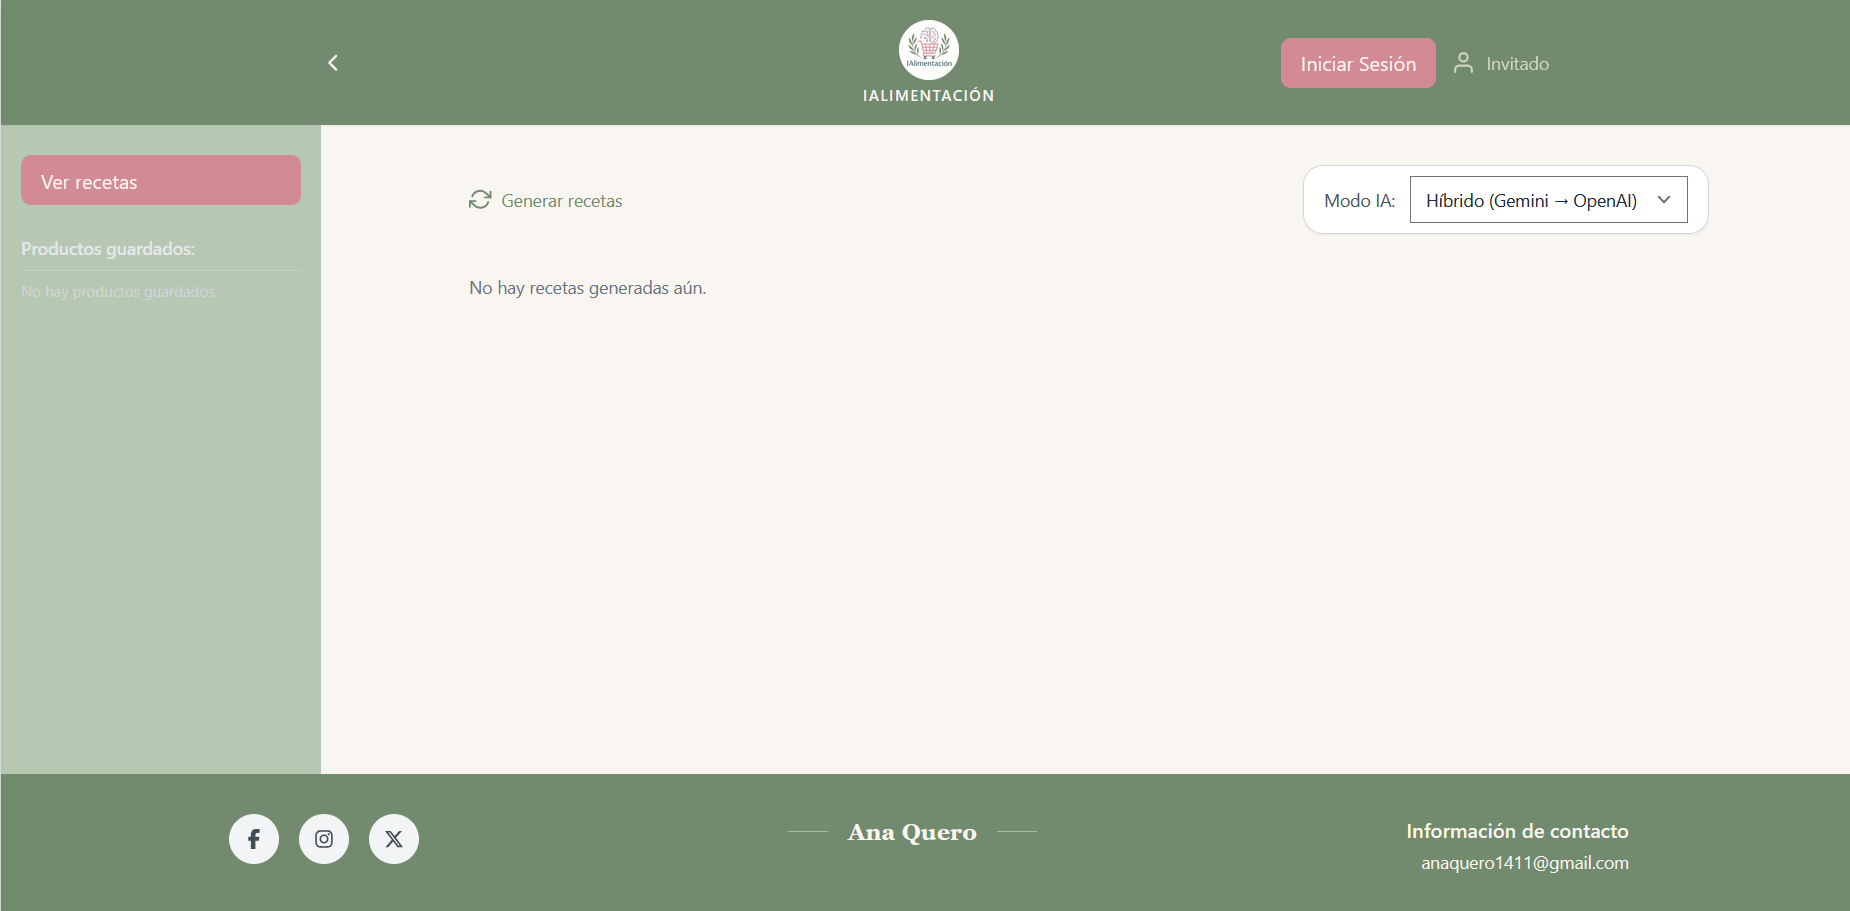 IAlimentación
IALIMENTACIÓN
Iniciar Sesión
Invitado
Ver recetas
Productos guardados:
No hay productos guardados.
Generar recetas
Modo IA:
Híbrido (Gemini → OpenAI)
No hay recetas generadas aún.
Ana Quero
Información de contacto
anaquero1411@gmail.com